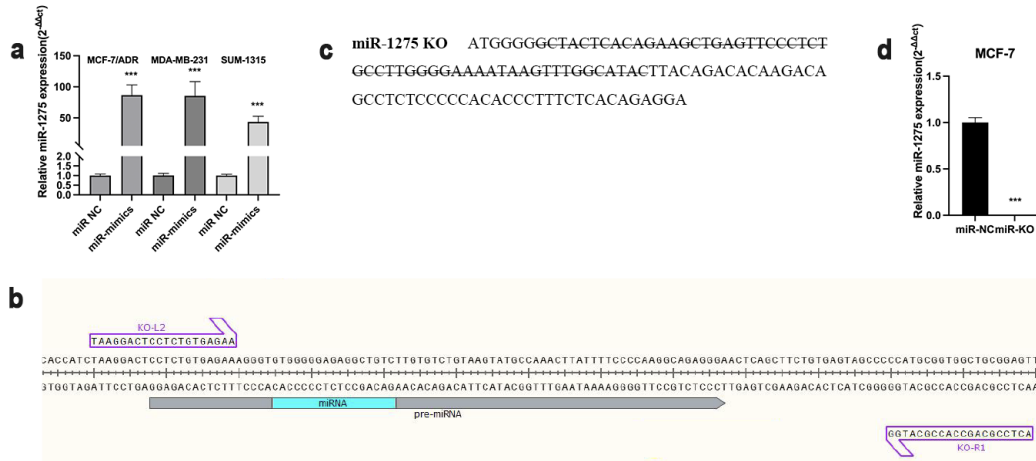 a
Relative miR-1275 expression(2^-ΔΔct)
150
100
50
2.0
1.5
1.0
0.5
0.0
MCF-7/ADR
MDA-MB-231
SUM-1315
***
***
***
miR NC
miR-mimics
miR NC
miR-mimics
miR NC
miR-mimics
c
miR-1275 KO ATGGGGGCTACTCACAGAAGCTGAGTTCCCTCT
GCCTTGGGGAAAATAAGTTTGGCATACTTACAGACACAAGACA
GCCTCTCCCCCACACCCTTTCTCACAGAGGA
d
MCF-7
Relative miR-1275 expression(2^-ΔΔct)
1.5
1.0
0.5
0.0
***
miR-NC
miR-KO
b
KO-L2
TAAGGACTCCTCTGTGAGAA
CACCATCTAAGGACTCCTCTGTGAGAAAGGGTGTGGGGGAGAGGCTGTCTTGTGTCTGTAAGTATGCCAAACTTATTTTCCCCAAGGCAGAGGGAACTCAGCTTCTGTGAGTAGCCCCCATGCGGTGGCTGCGGAGTT
GTGGTAGATTCCTGAGGAGACACTCTTTCCCACACCCCCTCTCCGACAGAACACAGACATTCATACGGTTTGAATAAAAGGGGTTCCGTCTCCCTTGAGTCGAAGACACTCATCGGGGGTACGCCACCGACGCCTCAA
miRNA
pre-miRNA
GGTACGCCACCGACGCCTCA
KO-R1